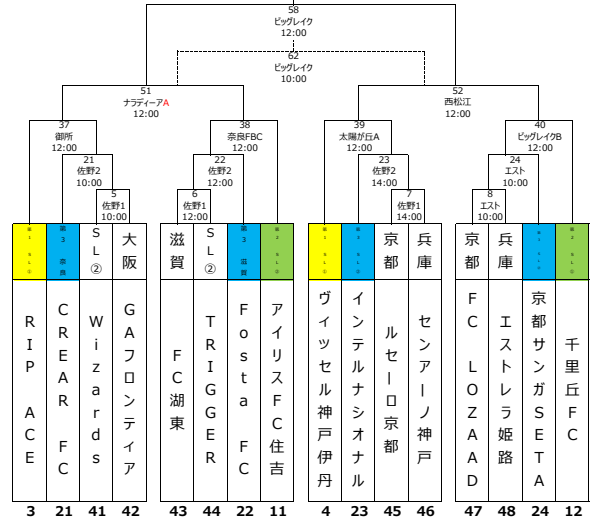 58
ビッグレイク
12:00
62
ビッグレイク
10:00
51
ナラディーアA
12:00
52
西松江
12:00
37
御所
12:00
38
奈良FBC
12:00
39
太陽が丘A
12:00
40
ビッグレイクB
12:00
21
佐野2
10:00
22
佐野2
12:00
23
佐野2
14:00
24
エスト
10:00
5
佐野1
10:00
6
佐野1
12:00
7
佐野1
14:00
8
エスト
10:00
第3 奈良
SL②
大阪
滋賀
SL②
第3 滋賀
京都
兵庫
京都
兵庫
RIP ACE
CREAR FC
Wizards
GAフロンティア
FC湖東
TRIGGER
Fosta FC
アイリスFC住吉
ヴィッセル神戸伊丹
インテルナシオナル
ルセーロ京都
センアーノ神戸
FC LOZAAD
エストレラ姫路
京都サンガSETA
千里丘FC
3
21
41
42
43
44
22
11
4
23
45
46
47
48
24
12